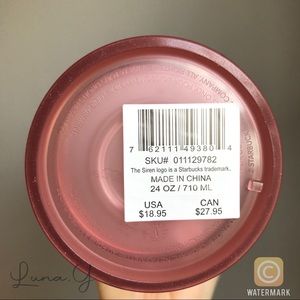 7 62111 49380 4
SKU# 011129782
The Siren logo is a Starbucks trademark.
MADE IN CHINA
24 OZ / 710 ML
USA CAN
$18.95 $27.95
Luna.G
C
WATERMARK